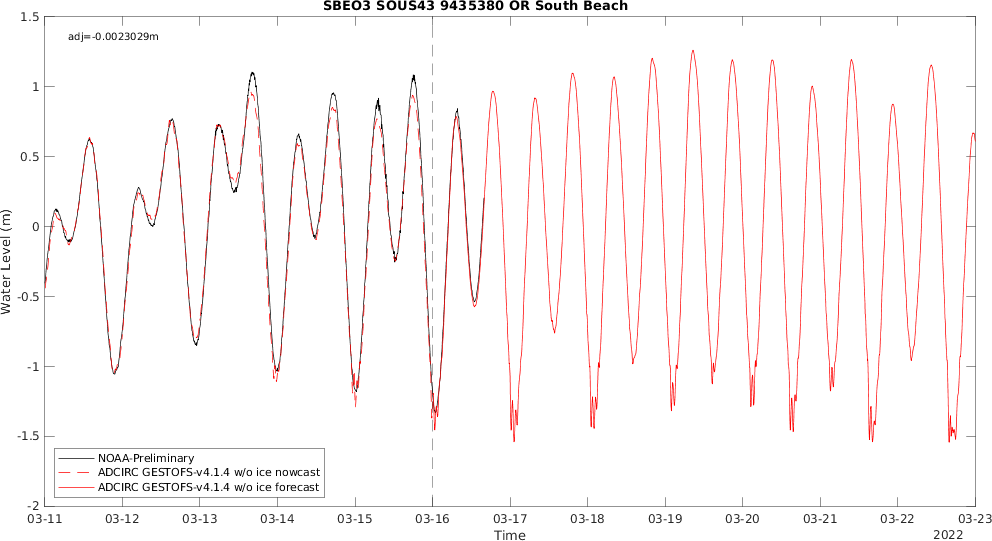 SBEO3 SOUS43 9435380 OR South Beach
adj=-0.0023029m
1.5
1
0.5
0
-0.5
-1
-1.5
-2
Water Level (m)
NOAA-Preliminary
ADCIRC GESTOFS-v4.1.4 w/o ice nowcast
ADCIRC GESTOFS-v4.1.4 w/o ice forecast
03-11 03-12 03-13 03-14 03-15 03-16 03-17 03-18 03-19 03-20 03-21 03-22 03-23
Time
2022